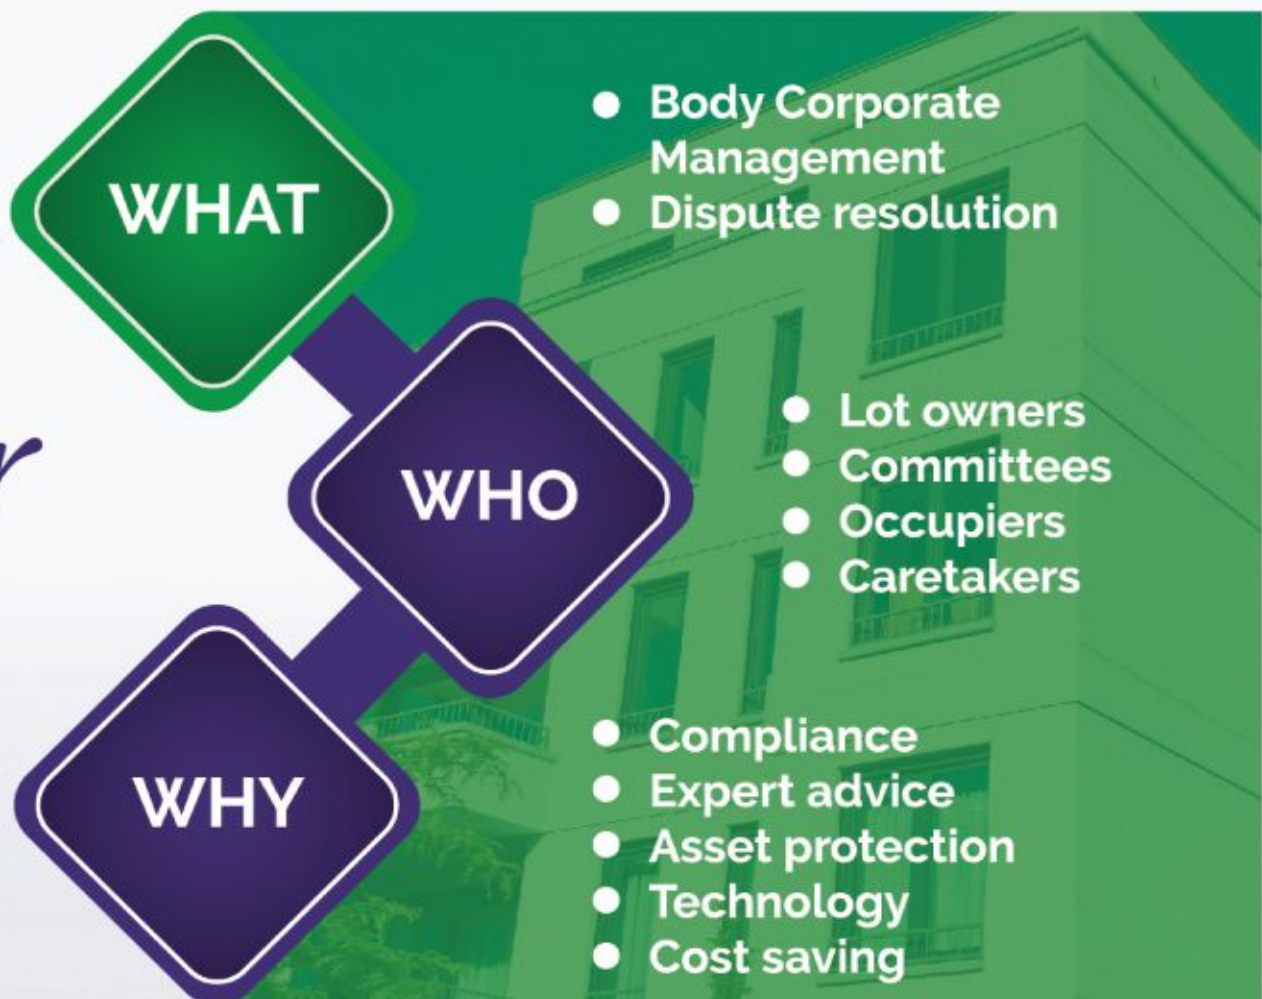 WHAT
Body Corporate
Management
Dispute resolution
WHO
Lot owners
Committees
Occupiers
Caretakers
WHY
Compliance
Expert advice
Asset protection
Technology
Cost saving